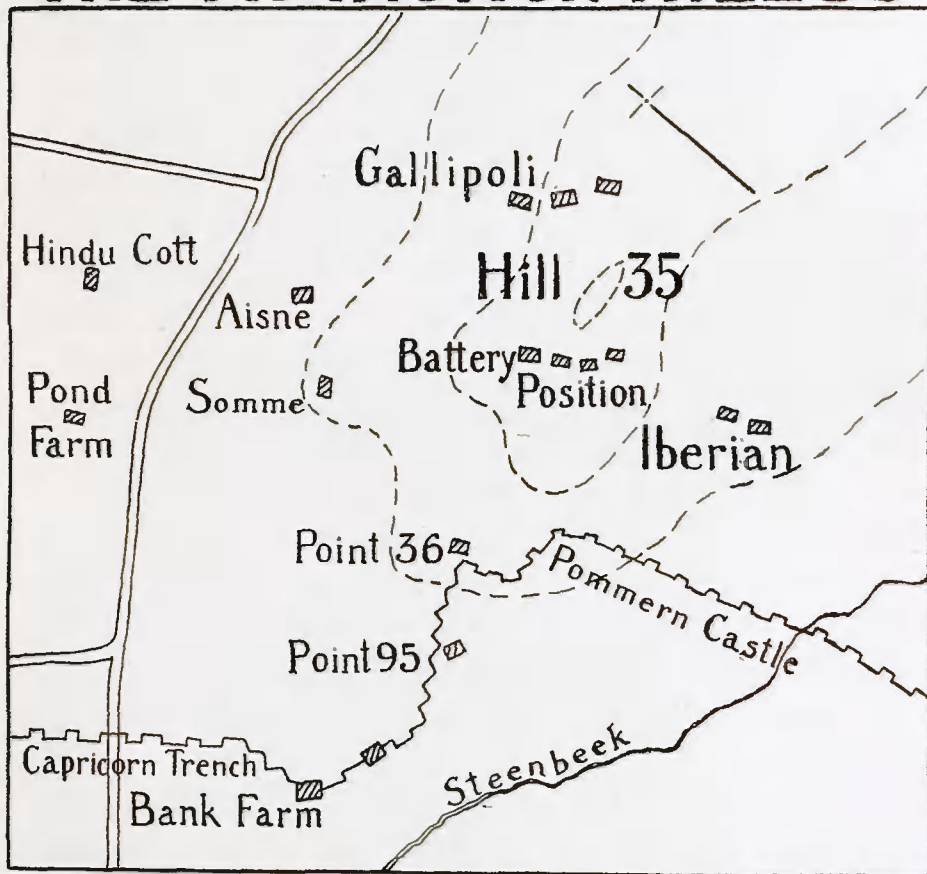 Gallipoli
Hindu Cott
Hill 35
Aisne
Battery
Position
Pond
Farm
Somme
Iberian
Point 36
Pommern Castle
Point 95
Steenbeek
Capricorn Trench
Bank Farm